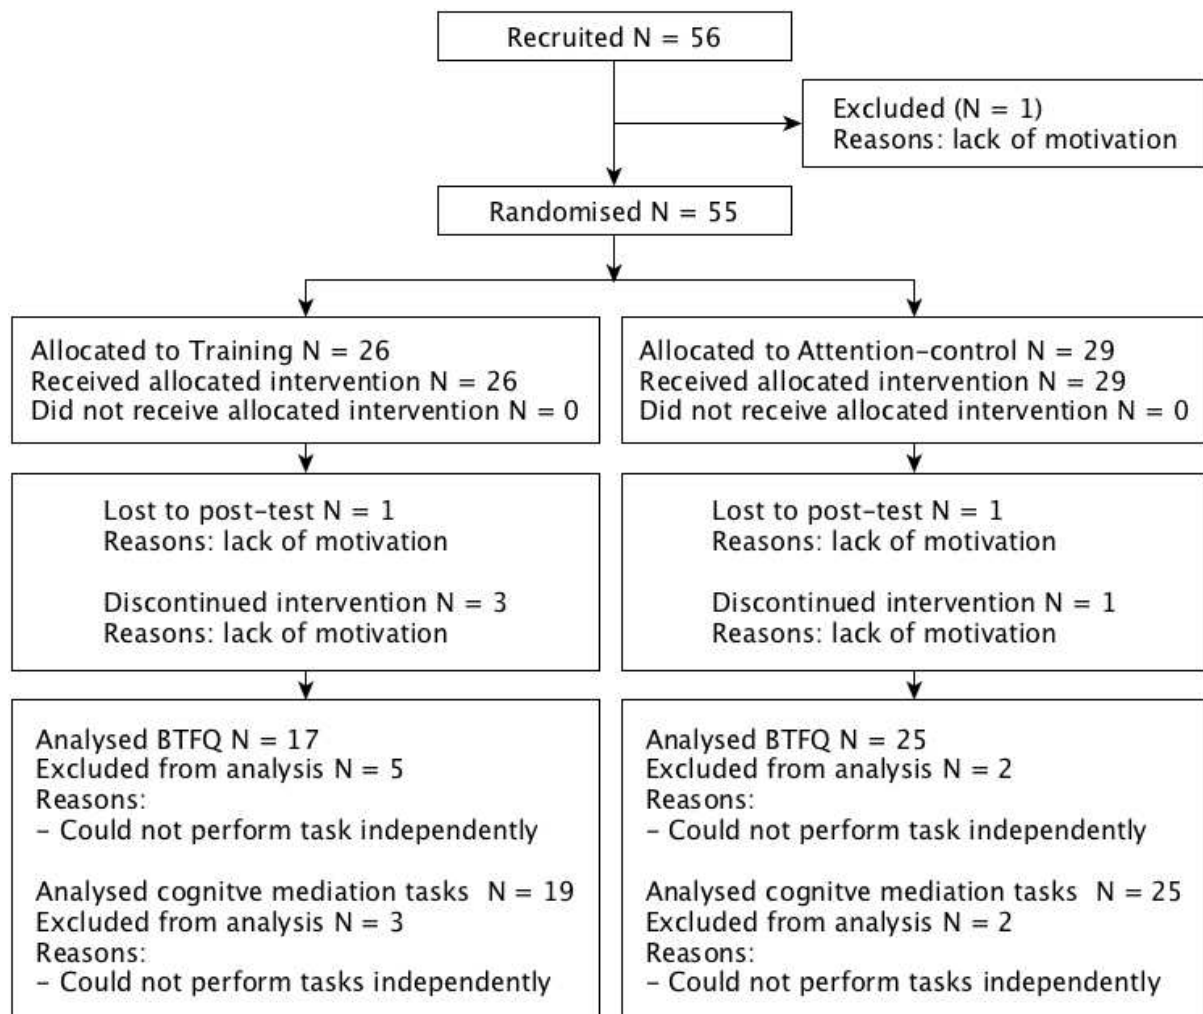 Recruited N = 56
Excluded (N = 1)
Reasons: lack of motivation
Randomised N = 55
Allocated to Training N = 26
Received allocated intervention N = 26
Did not receive allocated intervention N = 0
Allocated to Attention-control N = 29
Received allocated intervention N = 29
Did not receive allocated intervention N = 0
Lost to post-test N = 1
Reasons: lack of motivation
Discontinued intervention N = 3
Reasons: lack of motivation
Lost to post-test N = 1
Reasons: lack of motivation
Discontinued intervention N = 1
Reasons: lack of motivation
Analysed BTFQ N = 17
Excluded from analysis N = 5
Reasons:
- Could not perform task independently
Analysed cognitve mediation tasks N = 19
Excluded from analysis N = 3
Reasons:
- Could not perform tasks independently
Analysed BTFQ N = 25
Excluded from analysis N = 2
Reasons:
- Could not perform task independently
Analysed cognitve mediation tasks N = 25
Excluded from analysis N = 2
Reasons:
- Could not perform tasks independently